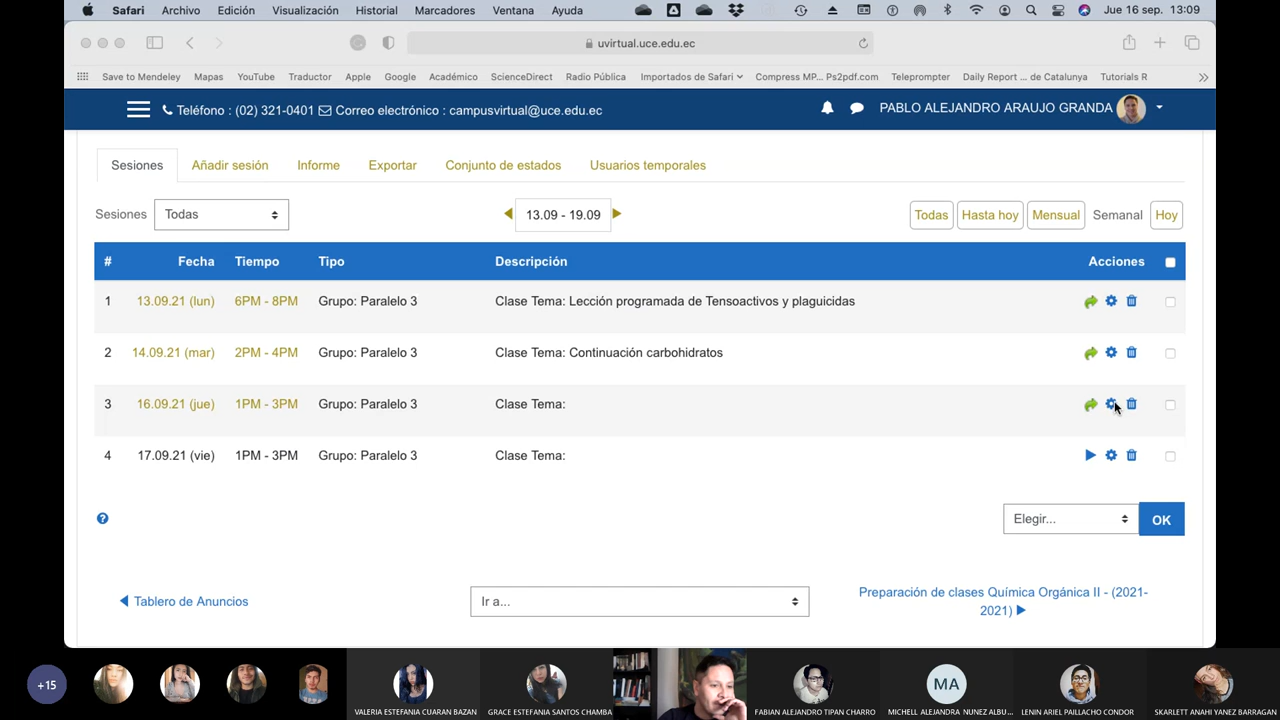 Safari Archivo Edición Visualización Historial Marcadores Ventana Ayuda Jue 16 sep. 13:09
uvirtual.uce.edu.ec
Save to Mendeley Mapas YouTube Traductor Apple Google Académico ScienceDirect Radio Pública Importados de Safari Compress MP... Ps2pdf.com Teleprompter Daily Report ... de Catalunya Tutorials R
Teléfono : (02) 321-0401 Correo electrónico : campusvirtual@uce.edu.ec PABLO ALEJANDRO ARAUJO GRANDA
Sesiones Añadir sesión Informe Exportar Conjunto de estados Usuarios temporales
Sesiones Todas 13.09 - 19.09 Todas Hasta hoy Mensual Semanal Hoy
# Fecha Tiempo Tipo Descripción Acciones
1 13.09.21 (lun) 6PM - 8PM Grupo: Paralelo 3 Clase Tema: Lección programada de Tensoactivos y plaguicidas
2 14.09.21 (mar) 2PM - 4PM Grupo: Paralelo 3 Clase Tema: Continuación carbohidratos
3 16.09.21 (jue) 1PM - 3PM Grupo: Paralelo 3 Clase Tema:
4 17.09.21 (vie) 1PM - 3PM Grupo: Paralelo 3 Clase Tema:
? Elegir... OK
Tablero de Anuncios Ir a... Preparación de clases Química Orgánica II - (2021-
2021)
+15 MA
VALERIA ESTEFANIA CUARAN BAZAN GRACE ESTEFANIA SANTOS CHAMBA FABIAN ALEJANDRO TIPAN CHARRO MICHELL ALEJANDRA NUNEZ ALBU... LENIN ARIEL PAILLACHO CONDOR SKARLETT ANAHI YANEZ BARRAGAN